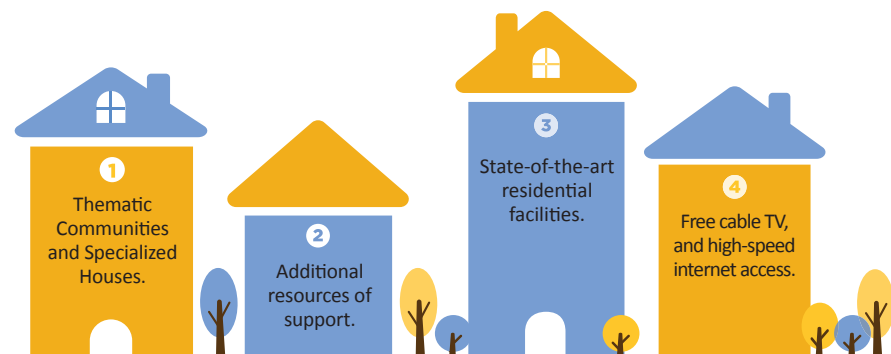 1
Thematic
Communities
and Specialized
Houses.
2
Additional
resources of
support.
3
State-of-the-art
residential
facilities.
4
Free cable TV,
and high-speed
internet access.